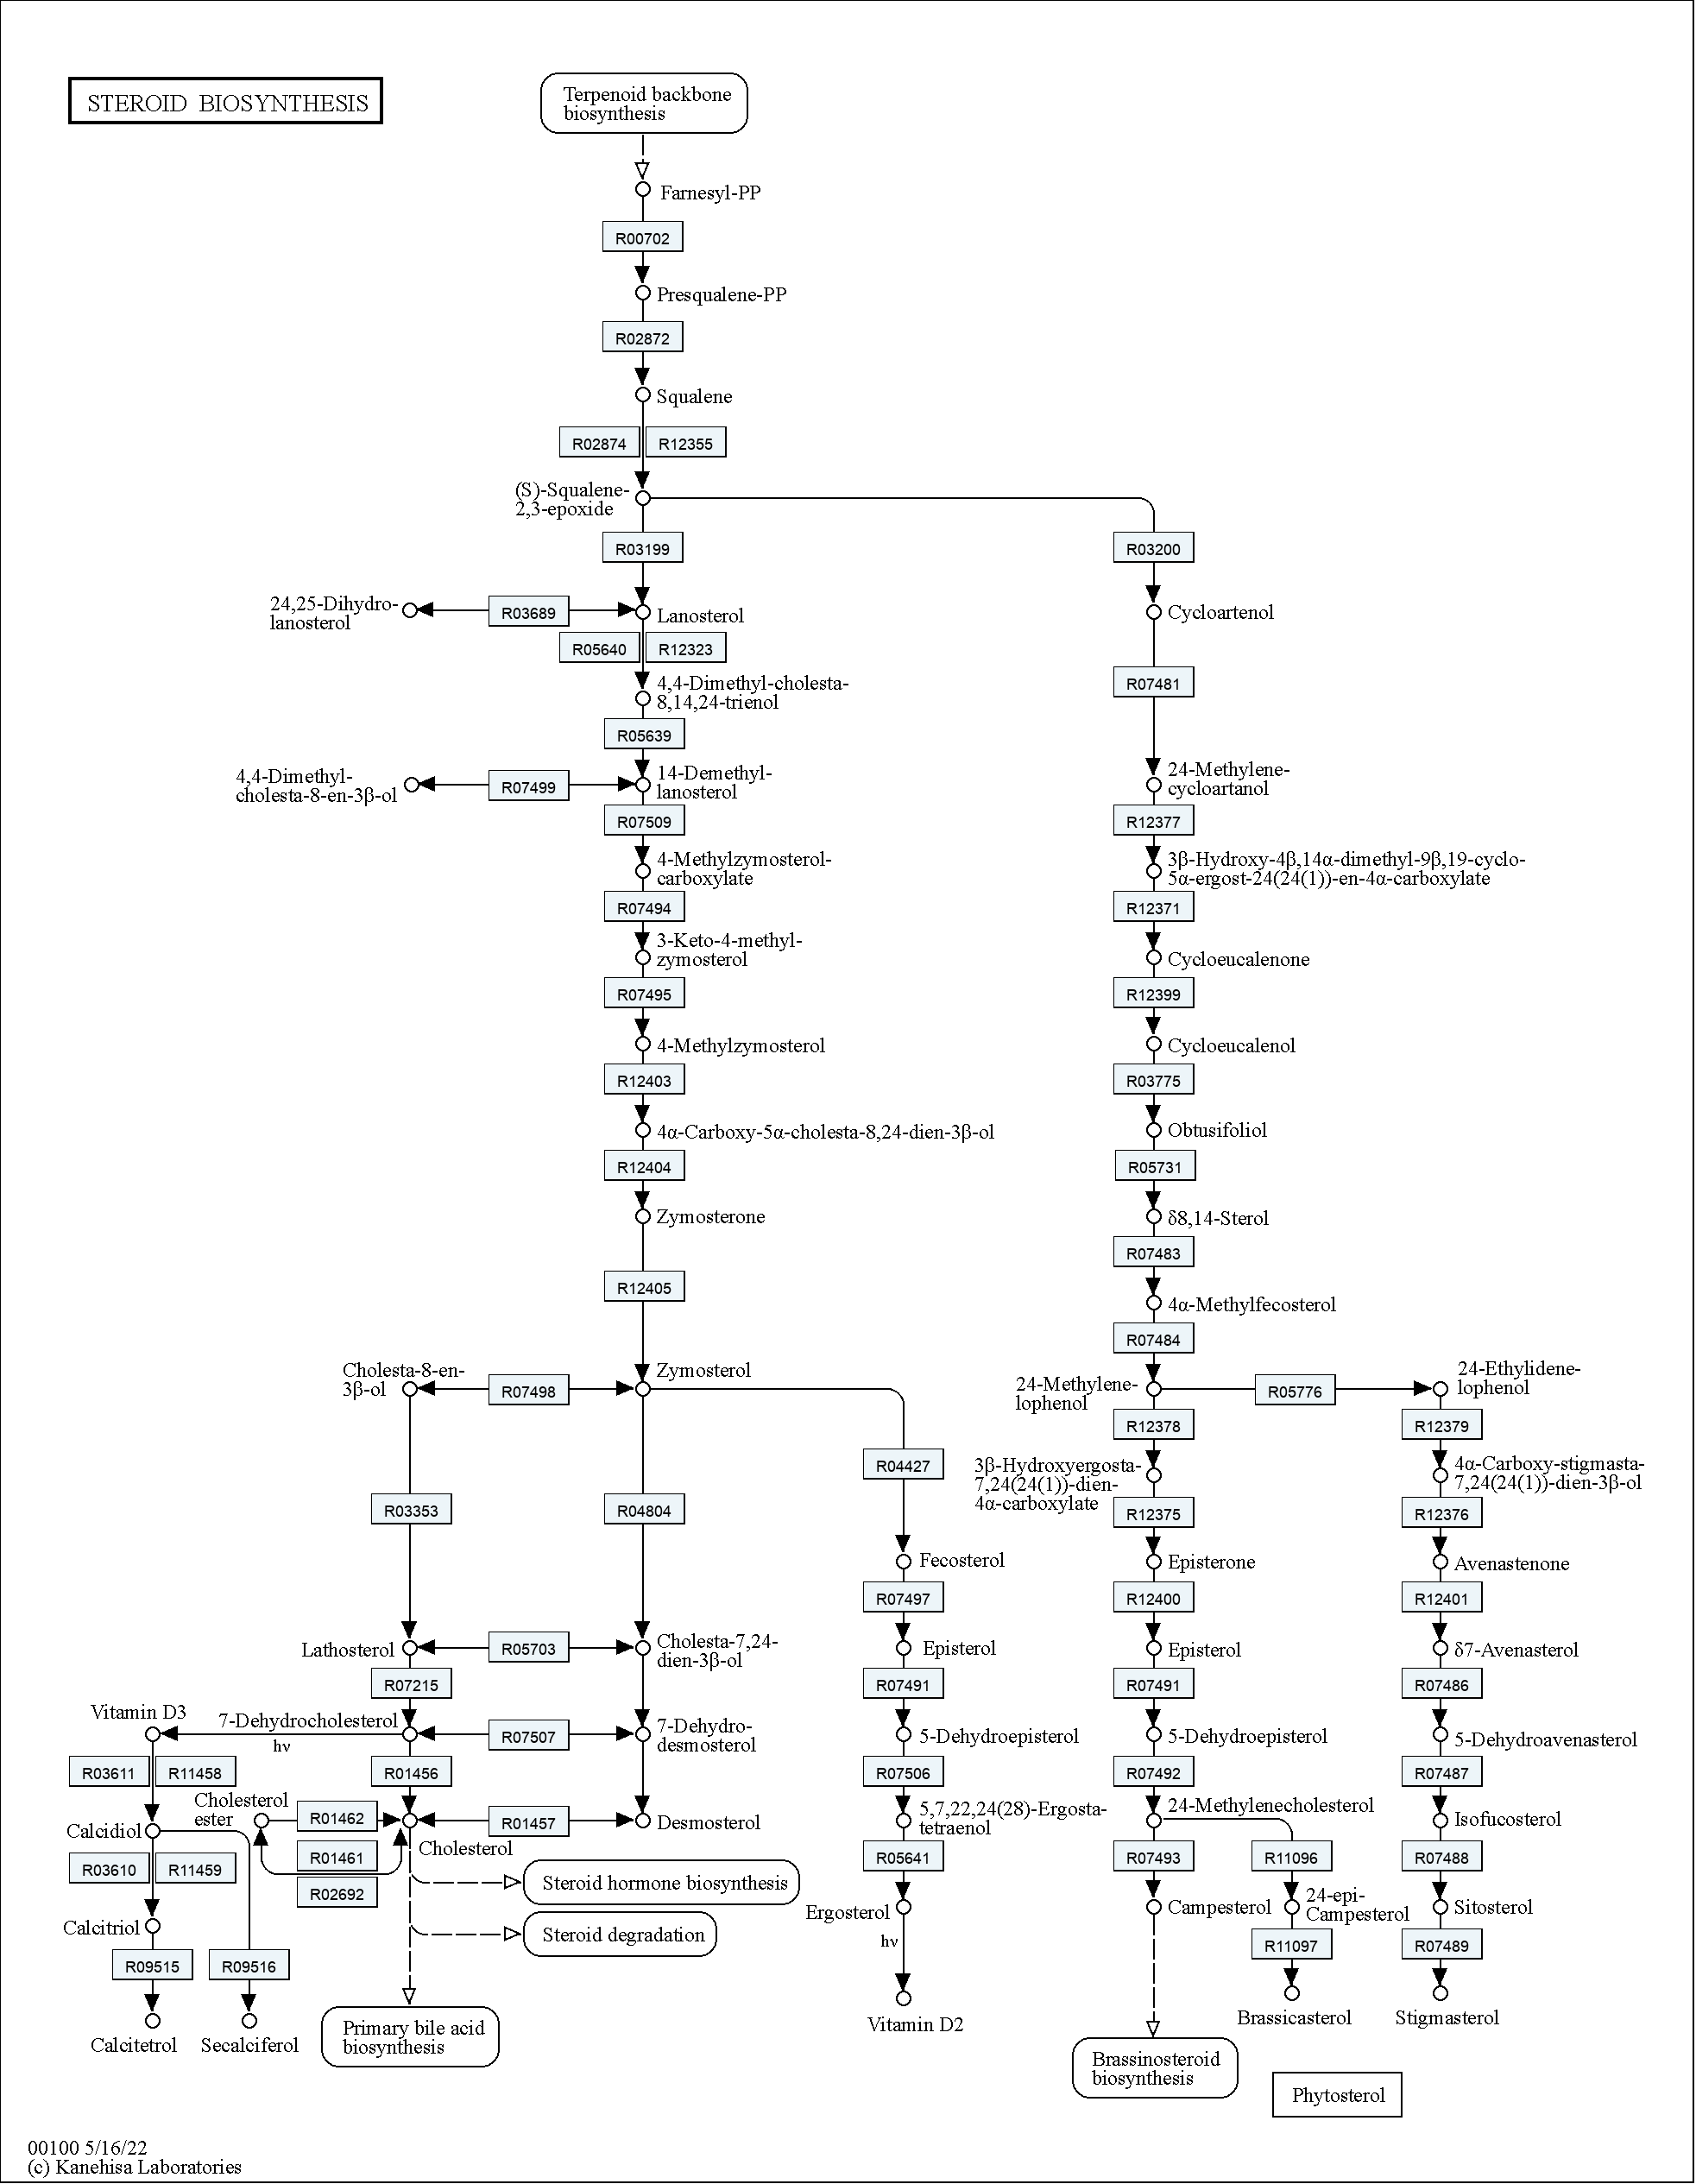 STEROID BIOSYNTHESIS
Terpenoid backbone
biosynthesis
Farnesyl-PP
R00702
Presqualene-PP
R02872
Squalene
R02874
R12355
(S)-Squalene-
2,3-epoxide
R03199
R03200
24,25-Dihydro-
lanosterol
R03689
Lanosterol
Cycloartenol
R05640
R12323
4,4-Dimethyl-cholesta-
8,14,24-trienol
R07481
R05639
4,4-Dimethyl-
cholesta-8-en-3β-ol
R07499
14-Demethyl-
lanosterol
24-Methylene-
cycloartanol
R07509
R12377
4-Methylzymosterol-
carboxylate
3β-Hydroxy-4β,14α-dimethyl-9β,19-cyclo-
5α-ergost-24(24(1))-en-4α-carboxylate
R07494
R12371
3-Keto-4-methyl-
zymosterol
Cycloeucalenone
R07495
R12399
4-Methylzymosterol
Cycloeucalenol
R12403
R03775
4α-Carboxy-5α-cholesta-8,24-dien-3β-ol
Obtusifoliol
R12404
R05731
Zymosterone
δ8,14-Sterol
R12405
R07483
4α-Methylfecosterol
R07484
Cholesta-8-en-
3β-ol
R07498
Zymosterol
24-Methylene-
lophenol
R05776
24-Ethylidene-
lophenol
R12378
R12379
R04427
3β-Hydroxyergosta-
7,24(24(1))-dien-
4α-carboxylate
4α-Carboxy-stigmasta-
7,24(24(1))-dien-3β-ol
R03353
R04804
R12375
R12376
Fecosterol
Episterone
Avenastenone
R07497
R12400
R12401
Lathosterol
R05703
Cholesta-7,24-
dien-3β-ol
Episterol
Episterol
δ7-Avenasterol
R07215
R07491
R07491
R07486
Vitamin D3
7-Dehydrocholesterol
hν
R07507
7-Dehydro-
desmosterol
5-Dehydroepisterol
5-Dehydroepisterol
5-Dehydroavenasterol
R03611
R11458
R01456
R07506
R07492
R07487
Cholesterol
ester
R01462
R01457
Desmosterol
5,7,22,24(28)-Ergosta-
tetraenol
24-Methylenecholesterol
Isofucosterol
Calcidiol
R01461
Cholesterol
R05641
R07493
R11096
R07488
R03610
R11459
R02692
Steroid hormone biosynthesis
Ergosterol
Campesterol
24-epi-
Campesterol
Sitosterol
Calcitriol
Steroid degradation
hν
R11097
R07489
R09515
R09516
Calcitetrol
Secalciferol
Primary bile acid
biosynthesis
Vitamin D2
Brassicasterol
Stigmasterol
Brassinosteroid
biosynthesis
Phytosterol
00100 5/16/22
(c) Kanehisa Laboratories